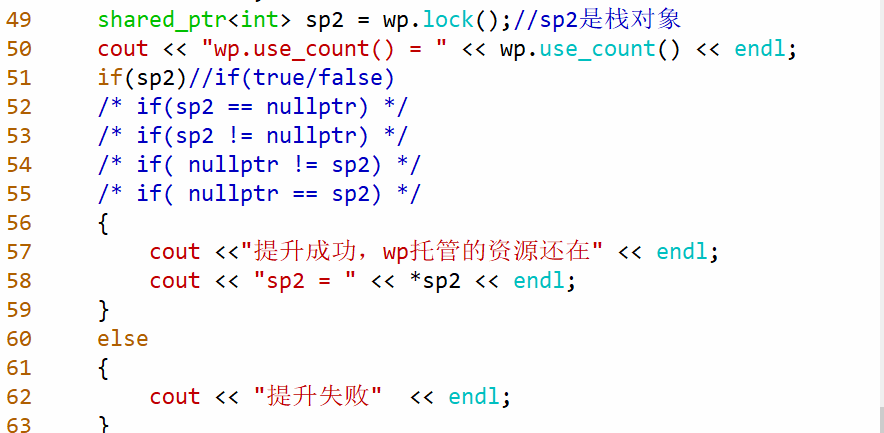 49 shared_ptr<int> sp2 = wp.lock();//sp2是栈对象
50 cout << "wp.use_count() = " << wp.use_count() << endl;
51 if(sp2)//if(true/false)
52 /* if(sp2 == nullptr) */
53 /* if(sp2 != nullptr) */
54 /* if( nullptr != sp2) */
55 /* if( nullptr == sp2) */
56 {
57 cout <<"提升成功，wp托管的资源还在" << endl;
58 cout << "sp2 = " << *sp2 << endl;
59 }
60 else
61 {
62 cout << "提升失败"  << endl;
63 }